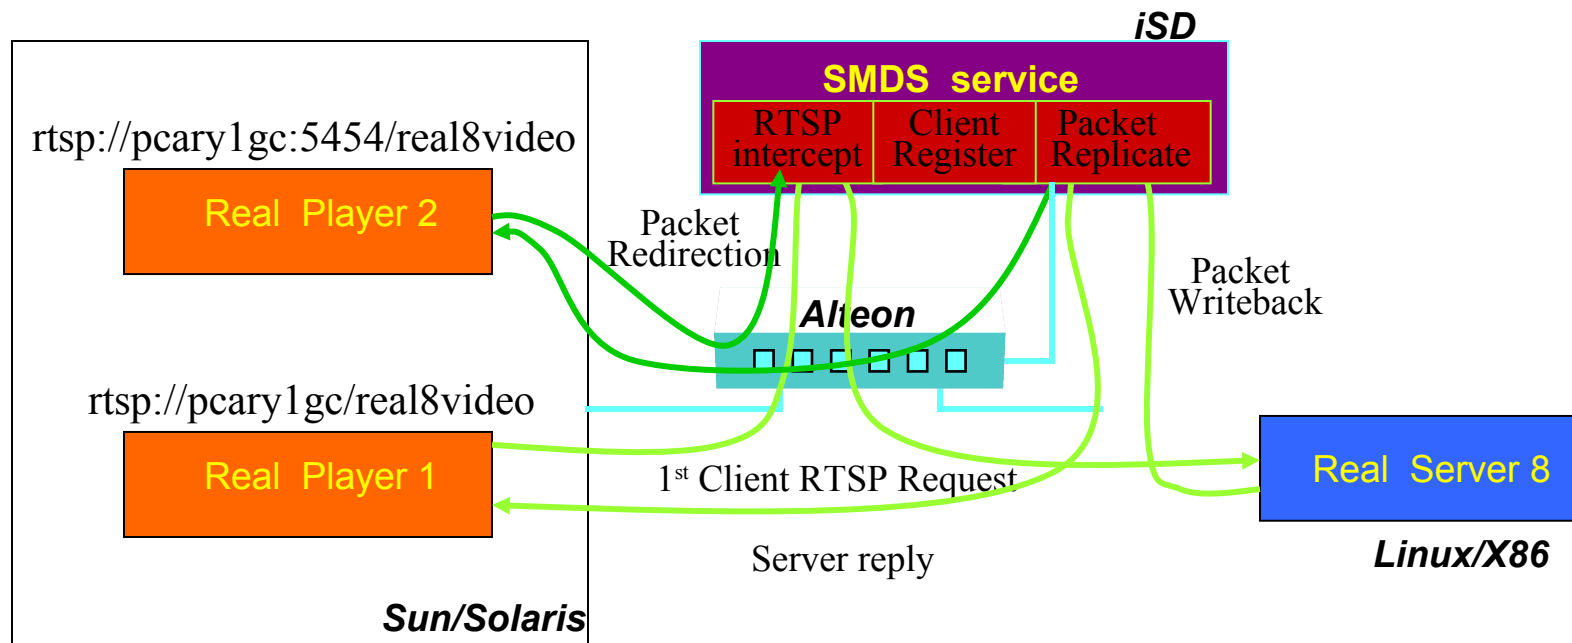 iSD
SMDS service
RTSP
intercept
Client
Register
Packet
Replicate
rtsp://pcary1gc:5454/real8video
Real Player 2
Packet
Redirection
Packet
Writeback
Alteon
rtsp://pcary1gc/real8video
Real Player 1
1st Client RTSP Request
Real Server 8
Server reply
Linux/X86
Sun/Solaris